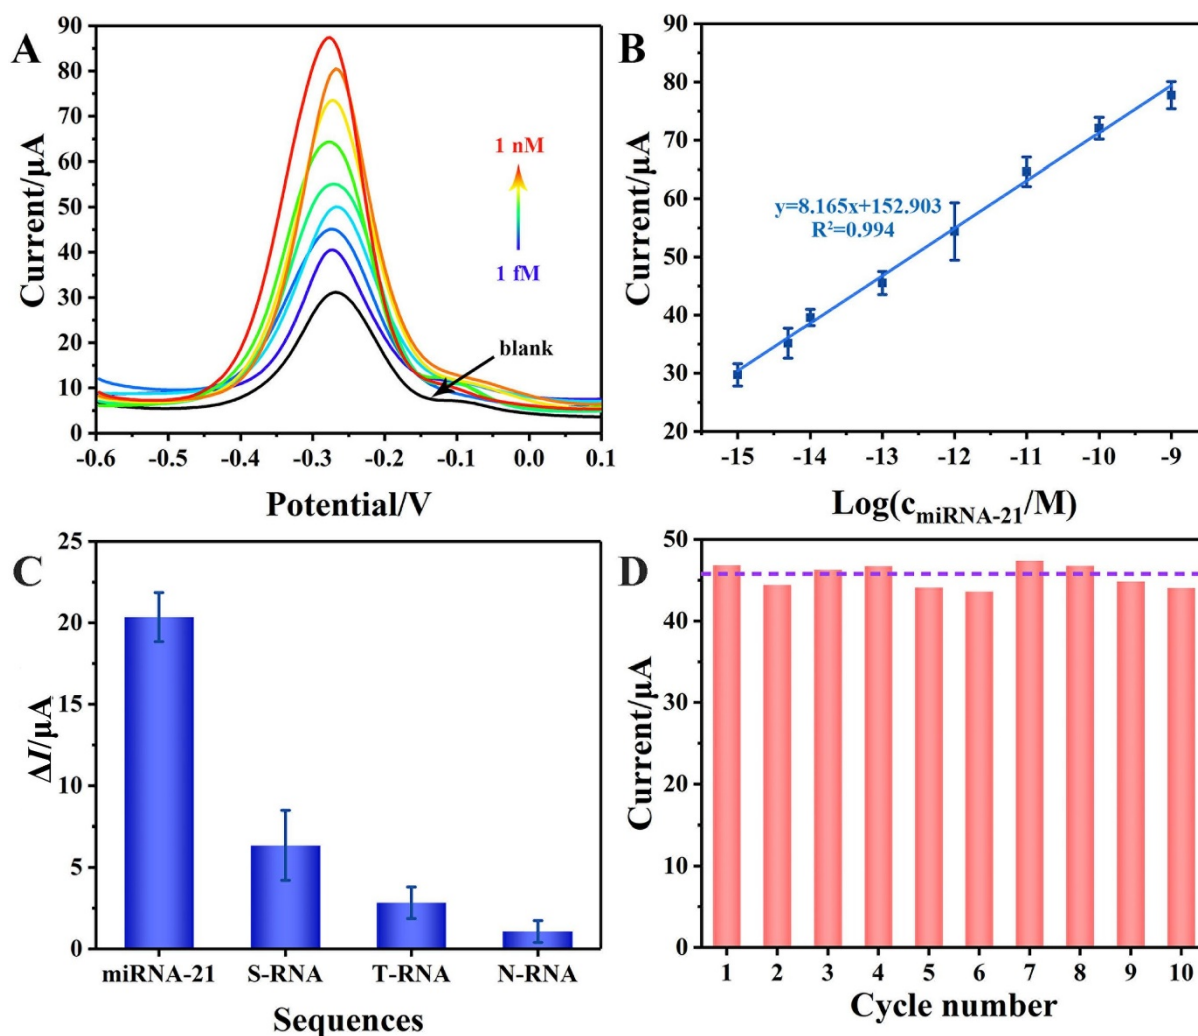 A
90
80
70
60
50
40
30
20
10
0
Current/μA
1 nM
1 fM
blank
-0.6 -0.5 -0.4 -0.3 -0.2 -0.1 0.0 0.1
Potential/V
B
90
80
70
60
50
40
30
20
Current/μA
y=8.165x+152.903
R²=0.994
-15 -14 -13 -12 -11 -10 -9
Log(cmiRNA-21/M)
C
25
20
15
10
5
0
ΔI/μA
miRNA-21 S-RNA T-RNA N-RNA
Sequences
D
50
40
30
20
10
0
Current/μA
1 2 3 4 5 6 7 8 9 10
Cycle number